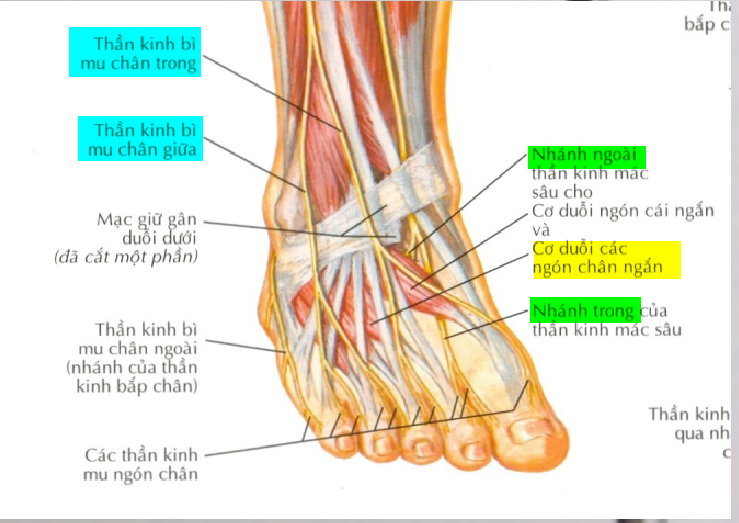 Thần kinh bì
mu chân trong
Thần kinh bì
mu chân giữa
Mạc giữ gân
duỗi dưới
(đã cắt một phần)
Thần kinh bì
mu chân ngoài
(nhánh của thần
kinh bắp chân)
Các thần kinh
mu ngón chân
Nhánh ngoài
thần kinh mác
sâu cho
Cơ duỗi ngón cái ngắn
và
Cơ duỗi các
ngón chân ngắn
Nhánh trong của
thần kinh mác sâu
bắp c
Thần kinh
qua nh